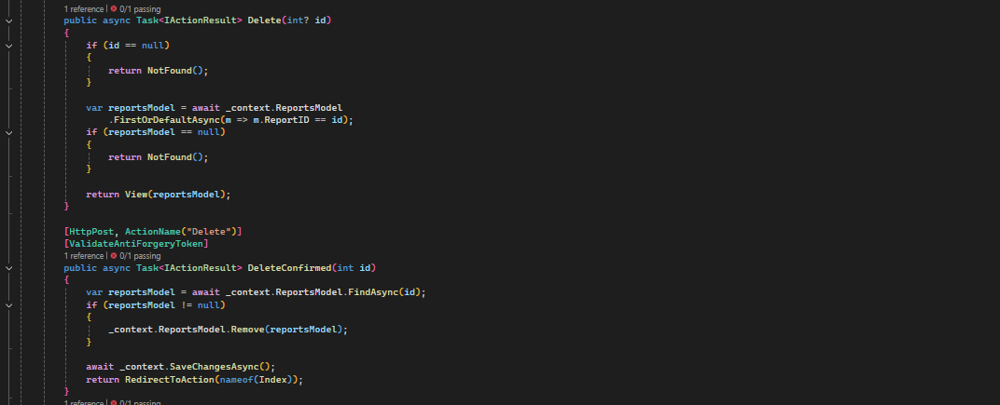 1 reference | 0/1 passing
public async Task<IActionResult> Delete(int? id)
{
if (id == null)
{
return NotFound();
}
var reportsModel = await _context.ReportsModel
.FirstOrDefaultAsync(m => m.ReportID == id);
if (reportsModel == null)
{
return NotFound();
}
return View(reportsModel);
}
[HttpPost, ActionName("Delete")]
[ValidateAntiForgeryToken]
1 reference | 0/1 passing
public async Task<IActionResult> DeleteConfirmed(int id)
{
var reportsModel = await _context.ReportsModel.FindAsync(id);
if (reportsModel != null)
{
_context.ReportsModel.Remove(reportsModel);
}
await _context.SaveChangesAsync();
return RedirectToAction(nameof(Index));
}
1 reference | 0/1 passing